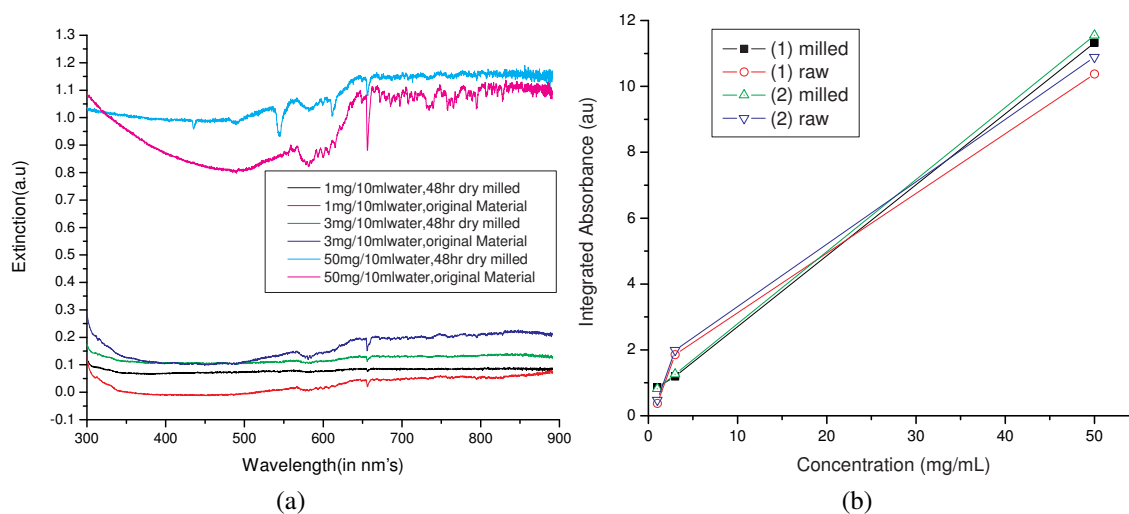 1.3
1.2
1.1
1.0
0.9
0.8
0.7
0.6
0.5
0.4
0.3
0.2
0.1
0.0
-0.1
Extinction(a.u)
300
400
500
600
700
800
900
Wavelength(in nm's)
1mg/10mlwater,48hr dry milled
1mg/10mlwater,original Material
3mg/10mlwater,48hr dry milled
3mg/10mlwater,original Material
50mg/10mlwater,48hr dry milled
50mg/10mlwater,original Material
(a)
12
10
8
6
4
2
0
Integrated Absorbance (au)
0
10
20
30
40
50
Concentration (mg/mL)
(1) milled
(1) raw
(2) milled
(2) raw
(b)